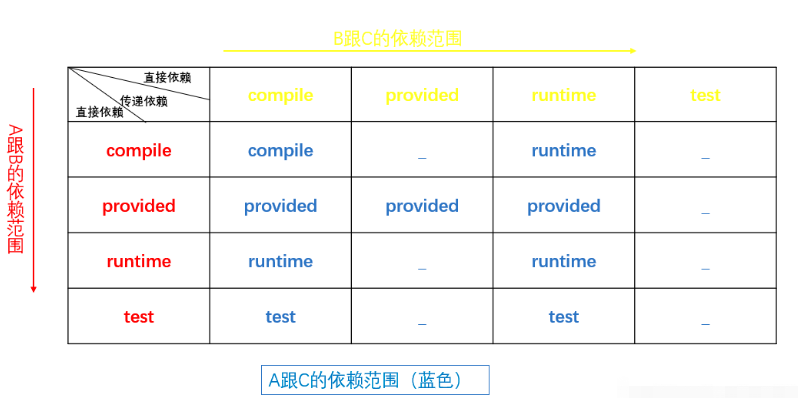 B跟C的依赖范围
直接依赖
传递依赖
直接依赖
compile provided runtime test
A跟B的依赖范围
compile compile _ runtime _
provided provided provided provided _
runtime runtime _ runtime _
test test _ test _
A跟C的依赖范围（蓝色）